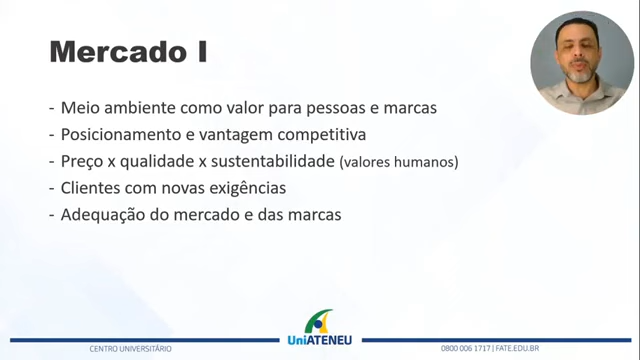 Mercado I
- Meio ambiente como valor para pessoas e marcas
- Posicionamento e vantagem competitiva
- Preço x qualidade x sustentabilidade (valores humanos)
- Clientes com novas exigências
- Adequação do mercado e das marcas
UniATENEU
CENTRO UNIVERSITÁRIO
0800 006 1717 | FATE.EDU.BR